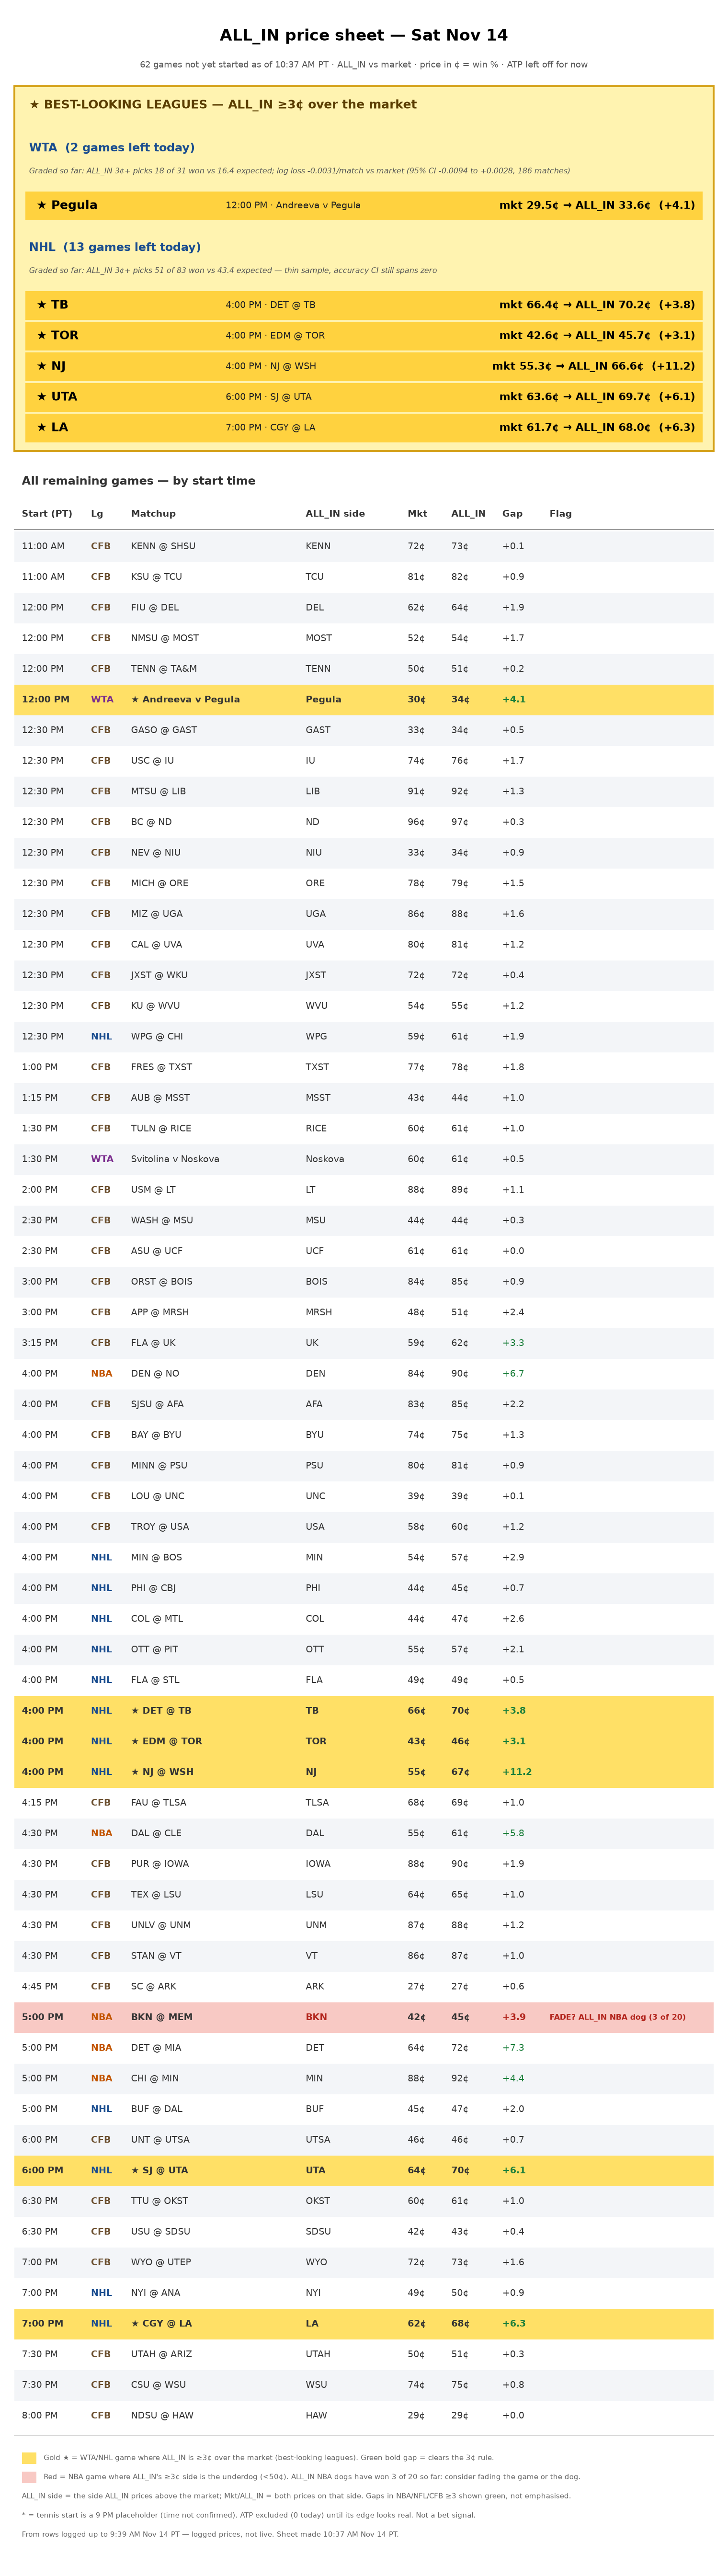 ALL_IN price sheet — Sat Nov 14
62 games not yet started as of 10:37 AM PT · ALL_IN vs market · price in ¢ = win % · ATP left off for now
★ BEST-LOOKING LEAGUES — ALL_IN ≥3¢ over the market
WTA (2 games left today)
Graded so far: ALL_IN 3¢+ picks 18 of 31 won vs 16.4 expected; log loss -0.0031/match vs market (95% CI -0.0094 to +0.0028, 186 matches)
★ Pegula 12:00 PM · Andreeva v Pegula mkt 29.5¢ → ALL_IN 33.6¢ (+4.1)
NHL (13 games left today)
Graded so far: ALL_IN 3¢+ picks 51 of 83 won vs 43.4 expected — thin sample, accuracy CI still spans zero
★ TB 4:00 PM · DET @ TB mkt 66.4¢ → ALL_IN 70.2¢ (+3.8)
★ TOR 4:00 PM · EDM @ TOR mkt 42.6¢ → ALL_IN 45.7¢ (+3.1)
★ NJ 4:00 PM · NJ @ WSH mkt 55.3¢ → ALL_IN 66.6¢ (+11.2)
★ UTA 6:00 PM · SJ @ UTA mkt 63.6¢ → ALL_IN 69.7¢ (+6.1)
★ LA 7:00 PM · CGY @ LA mkt 61.7¢ → ALL_IN 68.0¢ (+6.3)
All remaining games — by start time
Start (PT) Lg Matchup ALL_IN side Mkt ALL_IN Gap Flag
11:00 AM CFB KENN @ SHSU KENN 72¢ 73¢ +0.1
11:00 AM CFB KSU @ TCU TCU 81¢ 82¢ +0.9
12:00 PM CFB FIU @ DEL DEL 62¢ 64¢ +1.9
12:00 PM CFB NMSU @ MOST MOST 52¢ 54¢ +1.7
12:00 PM CFB TENN @ TA&M TENN 50¢ 51¢ +0.2
12:00 PM WTA ★ Andreeva v Pegula Pegula 30¢ 34¢ +4.1
12:30 PM CFB GASO @ GAST GAST 33¢ 34¢ +0.5
12:30 PM CFB USC @ IU IU 74¢ 76¢ +1.7
12:30 PM CFB MTSU @ LIB LIB 91¢ 92¢ +1.3
12:30 PM CFB BC @ ND ND 96¢ 97¢ +0.3
12:30 PM CFB NEV @ NIU NIU 33¢ 34¢ +0.9
12:30 PM CFB MICH @ ORE ORE 78¢ 79¢ +1.5
12:30 PM CFB MIZ @ UGA UGA 86¢ 88¢ +1.6
12:30 PM CFB CAL @ UVA UVA 80¢ 81¢ +1.2
12:30 PM CFB JXST @ WKU JXST 72¢ 72¢ +0.4
12:30 PM CFB KU @ WVU WVU 54¢ 55¢ +1.2
12:30 PM NHL WPG @ CHI WPG 59¢ 61¢ +1.9
1:00 PM CFB FRES @ TXST TXST 77¢ 78¢ +1.8
1:15 PM CFB AUB @ MSST MSST 43¢ 44¢ +1.0
1:30 PM CFB TULN @ RICE RICE 60¢ 61¢ +1.0
1:30 PM WTA Svitolina v Noskova Noskova 60¢ 61¢ +0.5
2:00 PM CFB USM @ LT LT 88¢ 89¢ +1.1
2:30 PM CFB WASH @ MSU MSU 44¢ 44¢ +0.3
2:30 PM CFB ASU @ UCF UCF 61¢ 61¢ +0.0
3:00 PM CFB ORST @ BOIS BOIS 84¢ 85¢ +0.9
3:00 PM CFB APP @ MRSH MRSH 48¢ 51¢ +2.4
3:15 PM CFB FLA @ UK UK 59¢ 62¢ +3.3
4:00 PM NBA DEN @ NO DEN 84¢ 90¢ +6.7
4:00 PM CFB SJSU @ AFA AFA 83¢ 85¢ +2.2
4:00 PM CFB BAY @ BYU BYU 74¢ 75¢ +1.3
4:00 PM CFB MINN @ PSU PSU 80¢ 81¢ +0.9
4:00 PM CFB LOU @ UNC UNC 39¢ 39¢ +0.1
4:00 PM CFB TROY @ USA USA 58¢ 60¢ +1.2
4:00 PM NHL MIN @ BOS MIN 54¢ 57¢ +2.9
4:00 PM NHL PHI @ CBJ PHI 44¢ 45¢ +0.7
4:00 PM NHL COL @ MTL COL 44¢ 47¢ +2.6
4:00 PM NHL OTT @ PIT OTT 55¢ 57¢ +2.1
4:00 PM NHL FLA @ STL FLA 49¢ 49¢ +0.5
4:00 PM NHL ★ DET @ TB TB 66¢ 70¢ +3.8
4:00 PM NHL ★ EDM @ TOR TOR 43¢ 46¢ +3.1
4:00 PM NHL ★ NJ @ WSH NJ 55¢ 67¢ +11.2
4:15 PM CFB FAU @ TLSA TLSA 68¢ 69¢ +1.0
4:30 PM NBA DAL @ CLE DAL 55¢ 61¢ +5.8
4:30 PM CFB PUR @ IOWA IOWA 88¢ 90¢ +1.9
4:30 PM CFB TEX @ LSU LSU 64¢ 65¢ +1.0
4:30 PM CFB UNLV @ UNM UNM 87¢ 88¢ +1.2
4:30 PM CFB STAN @ VT VT 86¢ 87¢ +1.0
4:45 PM CFB SC @ ARK ARK 27¢ 27¢ +0.6
5:00 PM NBA BKN @ MEM BKN 42¢ 45¢ +3.9 FADE? ALL_IN NBA dog (3 of 20)
5:00 PM NBA DET @ MIA DET 64¢ 72¢ +7.3
5:00 PM NBA CHI @ MIN MIN 88¢ 92¢ +4.4
5:00 PM NHL BUF @ DAL BUF 45¢ 47¢ +2.0
6:00 PM CFB UNT @ UTSA UTSA 46¢ 46¢ +0.7
6:00 PM NHL ★ SJ @ UTA UTA 64¢ 70¢ +6.1
6:30 PM CFB TTU @ OKST OKST 60¢ 61¢ +1.0
6:30 PM CFB USU @ SDSU SDSU 42¢ 43¢ +0.4
7:00 PM CFB WYO @ UTEP WYO 72¢ 73¢ +1.6
7:00 PM NHL NYI @ ANA NYI 49¢ 50¢ +0.9
7:00 PM NHL ★ CGY @ LA LA 62¢ 68¢ +6.3
7:30 PM CFB UTAH @ ARIZ UTAH 50¢ 51¢ +0.3
7:30 PM CFB CSU @ WSU WSU 74¢ 75¢ +0.8
8:00 PM CFB NDSU @ HAW HAW 29¢ 29¢ +0.0
Gold ★ = WTA/NHL game where ALL_IN is ≥3¢ over the market (best-looking leagues). Green bold gap = clears the 3¢ rule.
Red = NBA game where ALL_IN's ≥3¢ side is the underdog (<50¢). ALL_IN NBA dogs have won 3 of 20 so far: consider fading the game or the dog.
ALL_IN side = the side ALL_IN prices above the market; Mkt/ALL_IN = both prices on that side. Gaps in NBA/NFL/CFB ≥3 shown green, not emphasised.
* = tennis start is a 9 PM placeholder (time not confirmed). ATP excluded (0 today) until its edge looks real. Not a bet signal.
From rows logged up to 9:39 AM Nov 14 PT — logged prices, not live. Sheet made 10:37 AM Nov 14 PT.